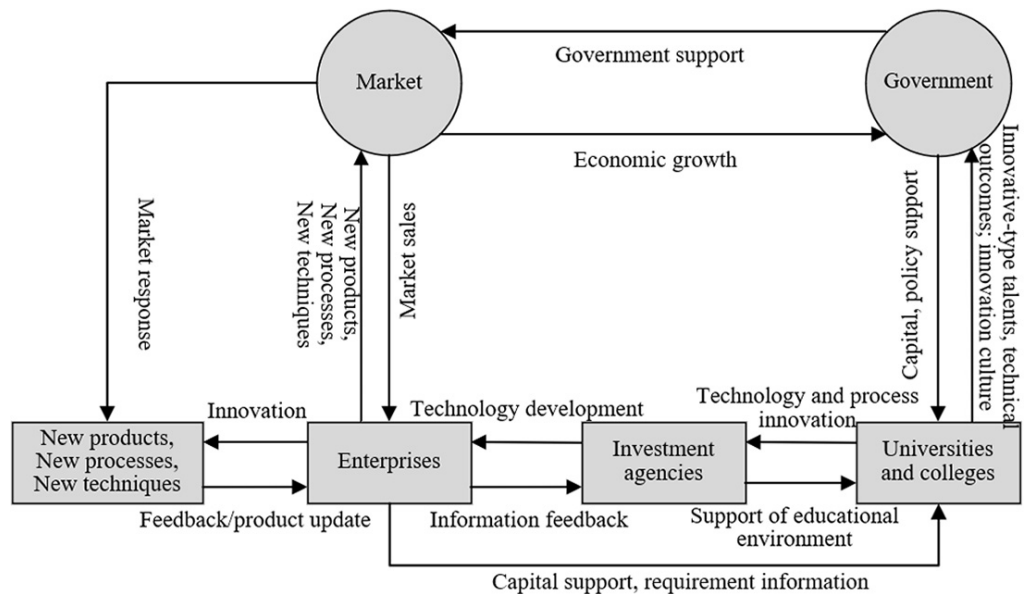 Market
Government
Government support
Economic growth
Market response
New products,
New processes,
New techniques
Market sales
Capital, policy support
Innovative-type talents, technical
outcomes; innovation culture
Innovation
Technology development
Technology and process
innovation
New products,
New processes,
New techniques
Enterprises
Investment
agencies
Universities
and colleges
Feedback/product update
Information feedback
Support of educational
environment
Capital support, requirement information